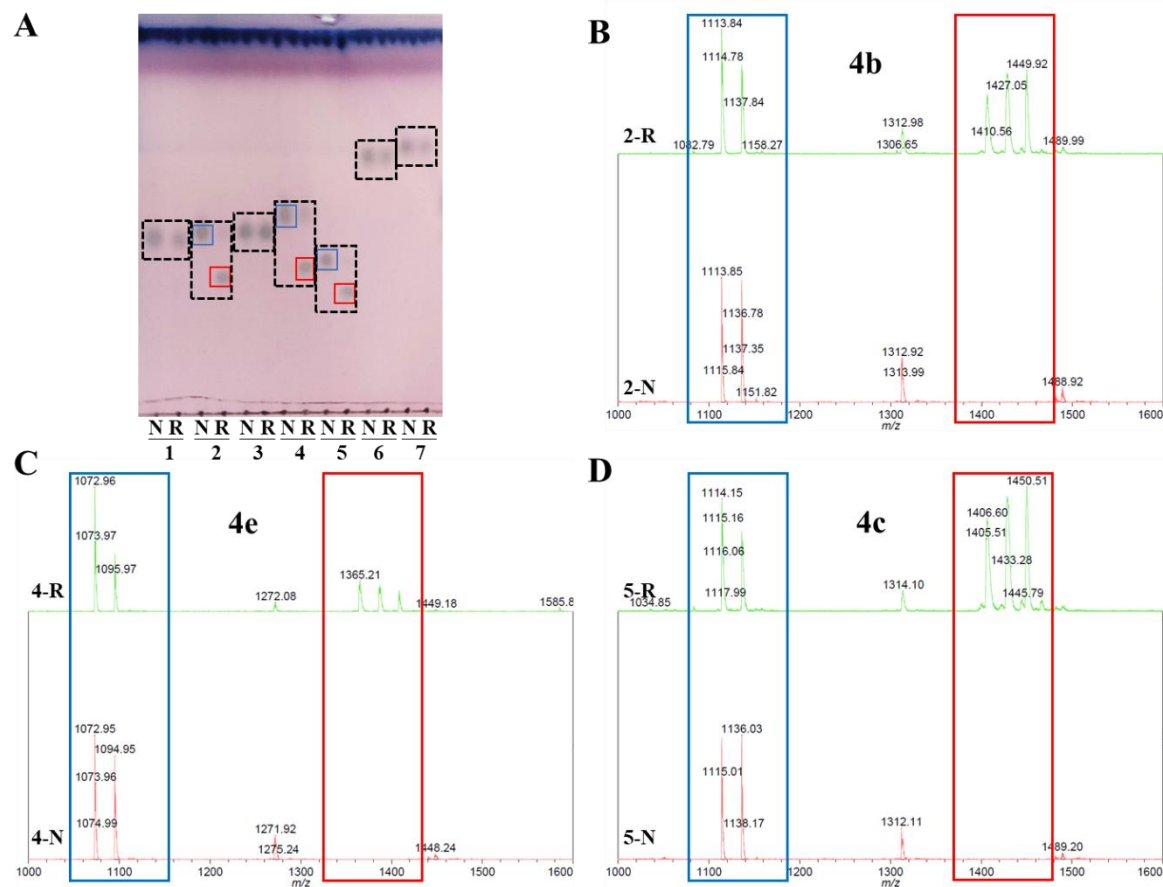 A
N R N R N R N R N R N R N R
1 2 3 4 5 6 7
B
4b
1113.84
1114.78
1137.84
1082.79
1158.27
1312.98
1306.65
1449.92
1427.05
1410.56
1489.99
2-R
1113.85
1136.78
1137.35
1115.84
1151.82
1312.92
1313.99
1488.92
2-N
1000 1100 1200 1300 1400 1500 1600
m/z
C
4e
1072.96
1073.97
1095.97
1272.08
1365.21
1449.18
1585.8
4-R
1072.95
1094.95
1073.96
1074.99
1271.92
1275.24
1448.24
4-N
1000 1100 1200 1300 1400 1500 1600
m/z
D
4c
1114.15
1115.16
1116.06
1117.99
1034.85
1314.10
1450.51
1406.60
1405.51
1433.28
1445.79
5-R
1136.03
1115.01
1138.17
1312.11
1489.20
5-N
1000 1100 1200 1300 1400 1500 1600
m/z